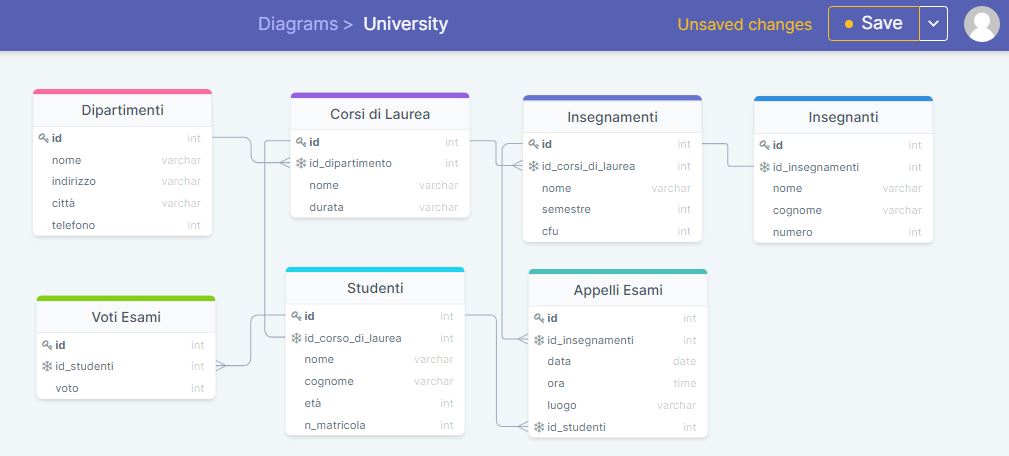 Diagrams > University
Unsaved changes
Save
Dipartimenti
id int
nome varchar
indirizzo varchar
città varchar
telefono int
Corsi di Laurea
id int
id_dipartimento int
nome varchar
durata varchar
Insegnamenti
id int
id_corsi_di_laurea int
nome varchar
semestre int
cfu int
Insegnanti
id int
id_insegnamenti int
nome varchar
cognome varchar
numero int
Voti Esami
id int
id_studenti int
voto int
Studenti
id int
id_corso_di_laurea int
nome varchar
cognome varchar
età int
n_matricola int
Appelli Esami
id int
id_insegnamenti int
data date
ora time
luogo varchar
id_studenti int